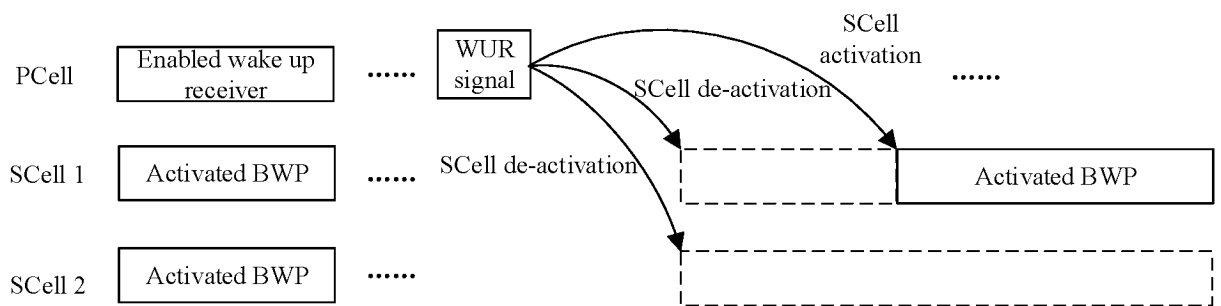 PCell
Enabled wake up
receiver
......
WUR
signal
SCell
activation
......
SCell de-activation
SCell 1
Activated BWP
......
SCell de-activation
Activated BWP
SCell 2
Activated BWP
......